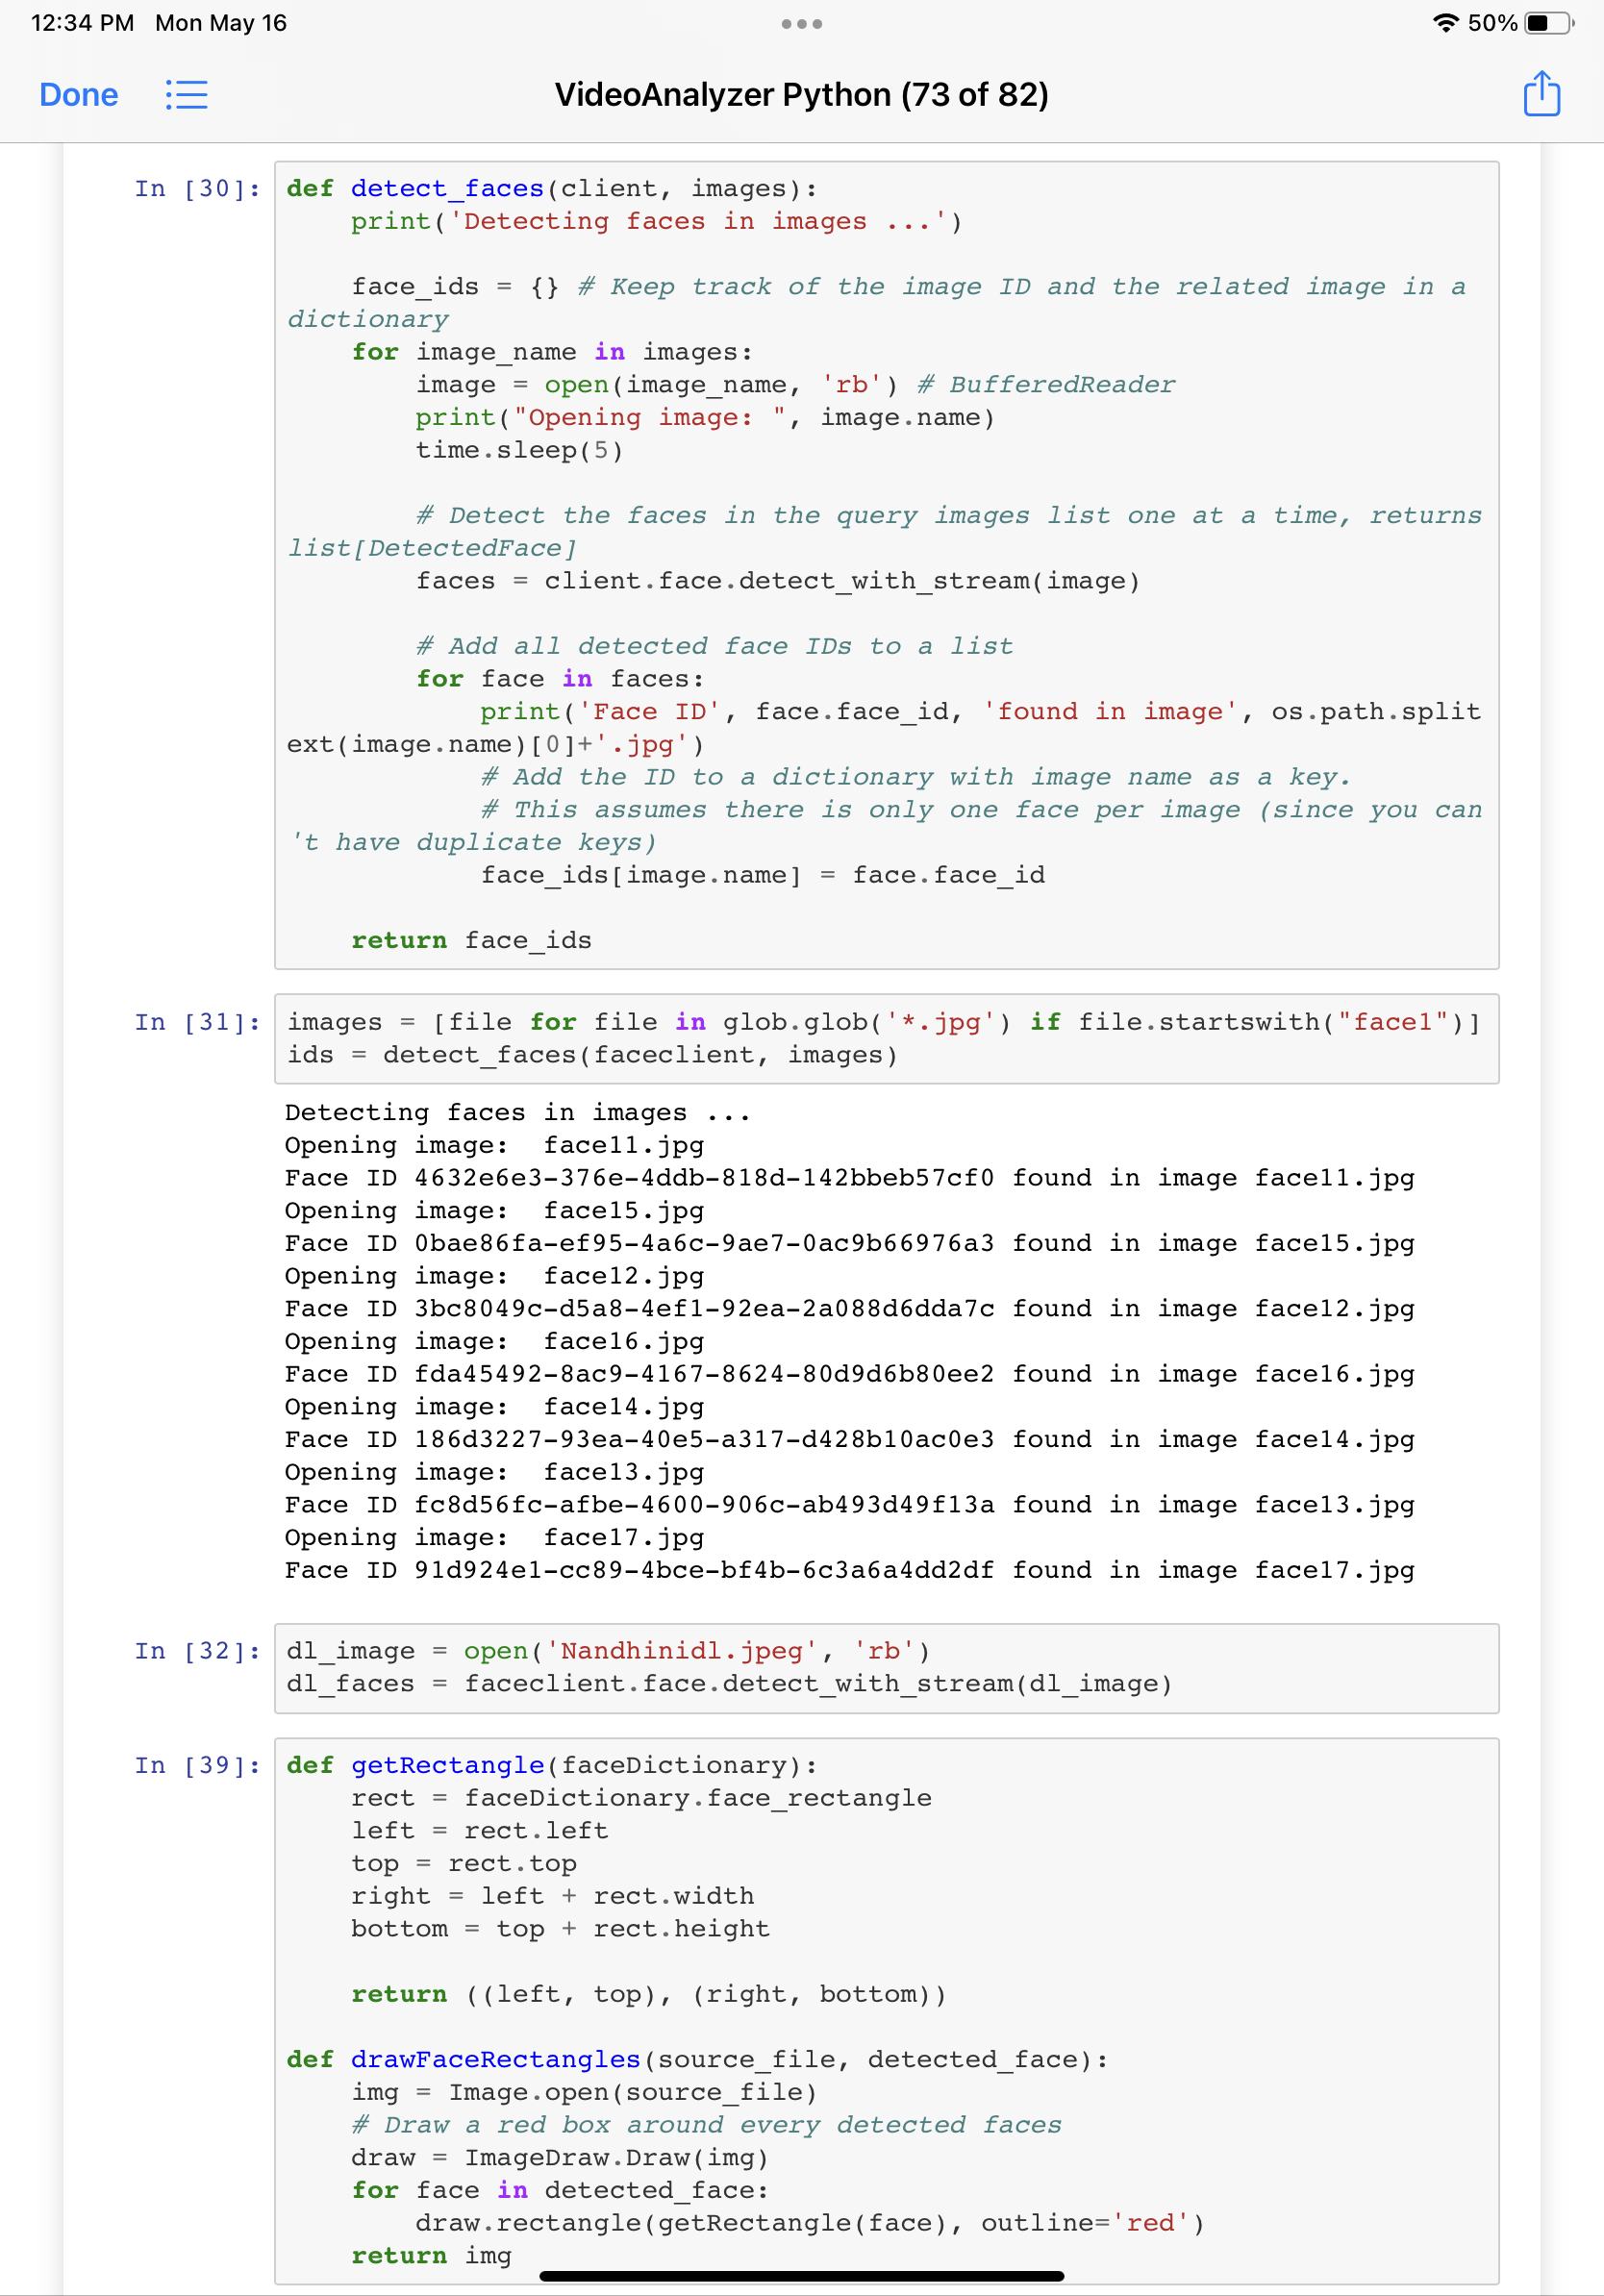 12:34 PM Mon May 16
50%
Done
VideoAnalyzer Python (73 of 82)
In [30]:
def detect_faces(client, images):
    print('Detecting faces in images ...')

    face_ids = {} # Keep track of the image ID and the related image in a
dictionary
    for image_name in images:
        image = open(image_name, 'rb') # BufferedReader
        print("Opening image: ", image.name)
        time.sleep(5)

        # Detect the faces in the query images list one at a time, returns
list[DetectedFace]
        faces = client.face.detect_with_stream(image)

        # Add all detected face IDs to a list
        for face in faces:
            print('Face ID', face.face_id, 'found in image', os.path.split
ext(image.name)[0]+'.jpg')
            # Add the ID to a dictionary with image name as a key.
            # This assumes there is only one face per image (since you can
't have duplicate keys)
            face_ids[image.name] = face.face_id

    return face_ids
In [31]:
images = [file for file in glob.glob('*.jpg') if file.startswith("face1")]
ids = detect_faces(faceclient, images)
Detecting faces in images ...
Opening image:  face11.jpg
Face ID 4632e6e3-376e-4ddb-818d-142bbeb57cf0 found in image face11.jpg
Opening image:  face15.jpg
Face ID 0bae86fa-ef95-4a6c-9ae7-0ac9b66976a3 found in image face15.jpg
Opening image:  face12.jpg
Face ID 3bc8049c-d5a8-4ef1-92ea-2a088d6dda7c found in image face12.jpg
Opening image:  face16.jpg
Face ID fda45492-8ac9-4167-8624-80d9d6b80ee2 found in image face16.jpg
Opening image:  face14.jpg
Face ID 186d3227-93ea-40e5-a317-d428b10ac0e3 found in image face14.jpg
Opening image:  face13.jpg
Face ID fc8d56fc-afbe-4600-906c-ab493d49f13a found in image face13.jpg
Opening image:  face17.jpg
Face ID 91d924e1-cc89-4bce-bf4b-6c3a6a4dd2df found in image face17.jpg
In [32]:
dl_image = open('Nandhinidl.jpeg', 'rb')
dl_faces = faceclient.face.detect_with_stream(dl_image)
In [39]:
def getRectangle(faceDictionary):
    rect = faceDictionary.face_rectangle
    left = rect.left
    top = rect.top
    right = left + rect.width
    bottom = top + rect.height

    return ((left, top), (right, bottom))

def drawFaceRectangles(source_file, detected_face):
    img = Image.open(source_file)
    # Draw a red box around every detected faces
    draw = ImageDraw.Draw(img)
    for face in detected_face:
        draw.rectangle(getRectangle(face), outline='red')
    return img